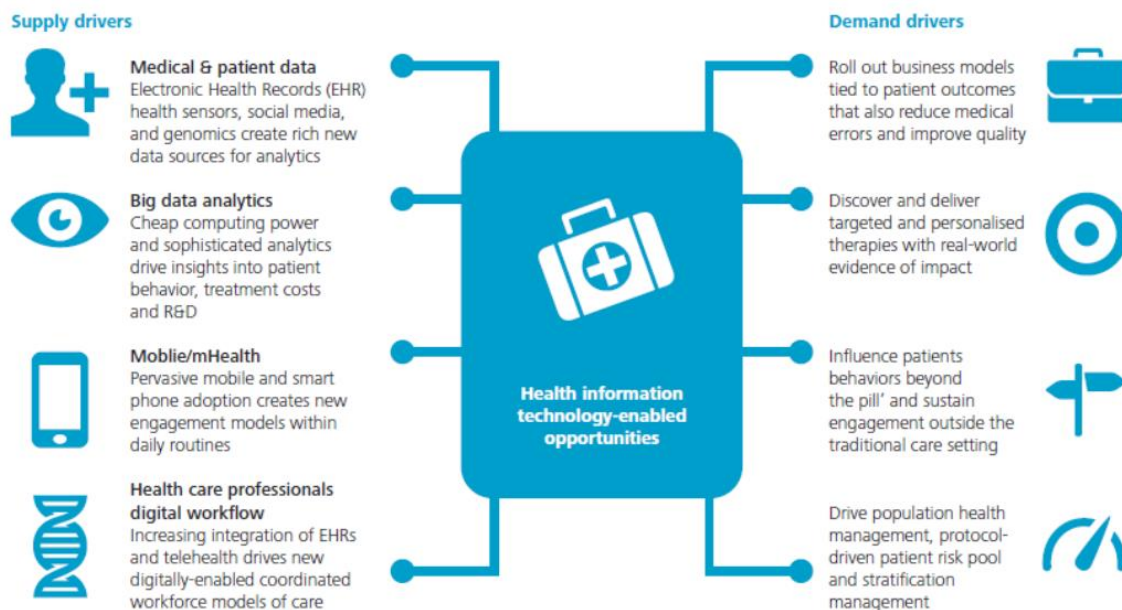 Supply drivers
Medical & patient data
Electronic Health Records (EHR)
health sensors, social media,
and genomics create rich new
data sources for analytics
Big data analytics
Cheap computing power
and sophisticated analytics
drive insights into patient
behavior, treatment costs
and R&D
Moblie/mHealth
Pervasive mobile and smart
phone adoption creates new
engagement models within
daily routines
Health care professionals
digital workflow
Increasing integration of EHRs
and telehealth drives new
digitally-enabled coordinated
workforce models of care
Health information
technology-enabled
opportunities
Demand drivers
Roll out business models
tied to patient outcomes
that also reduce medical
errors and improve quality
Discover and deliver
targeted and personalised
therapies with real-world
evidence of impact
Influence patients
behaviors beyond
the pill’ and sustain
engagement outside the
traditional care setting
Drive population health
management, protocol-
driven patient risk pool
and stratification
management